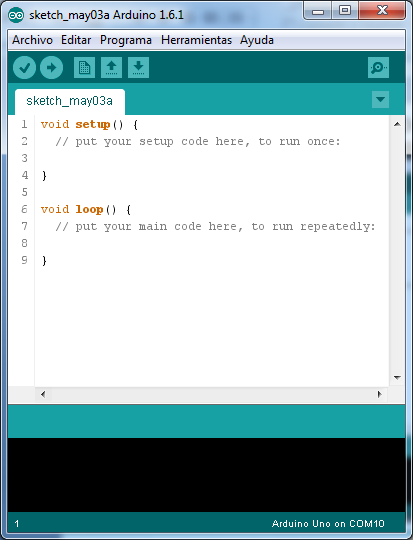 sketch_may03a Arduino 1.6.1
Archivo Editar Programa Herramientas Ayuda
sketch_may03a
1 void setup() {
2   // put your setup code here, to run once:
3
4 }
5
6 void loop() {
7   // put your main code here, to run repeatedly:
8
9 }
1 Arduino Uno on COM10